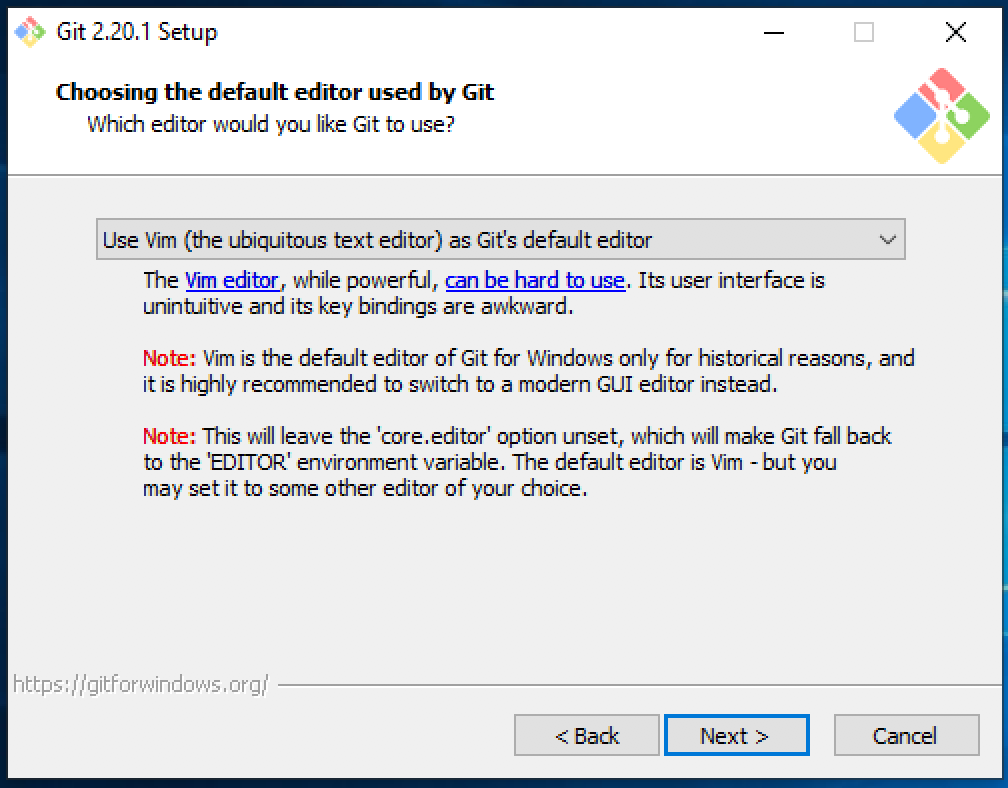 Git 2.20.1 Setup
Choosing the default editor used by Git
Which editor would you like Git to use?
Use Vim (the ubiquitous text editor) as Git's default editor
The Vim editor, while powerful, can be hard to use. Its user interface is
unintuitive and its key bindings are awkward.
Note: Vim is the default editor of Git for Windows only for historical reasons, and
it is highly recommended to switch to a modern GUI editor instead.
Note: This will leave the 'core.editor' option unset, which will make Git fall back
to the 'EDITOR' environment variable. The default editor is Vim - but you
may set it to some other editor of your choice.
https://gitforwindows.org/
< Back Next > Cancel